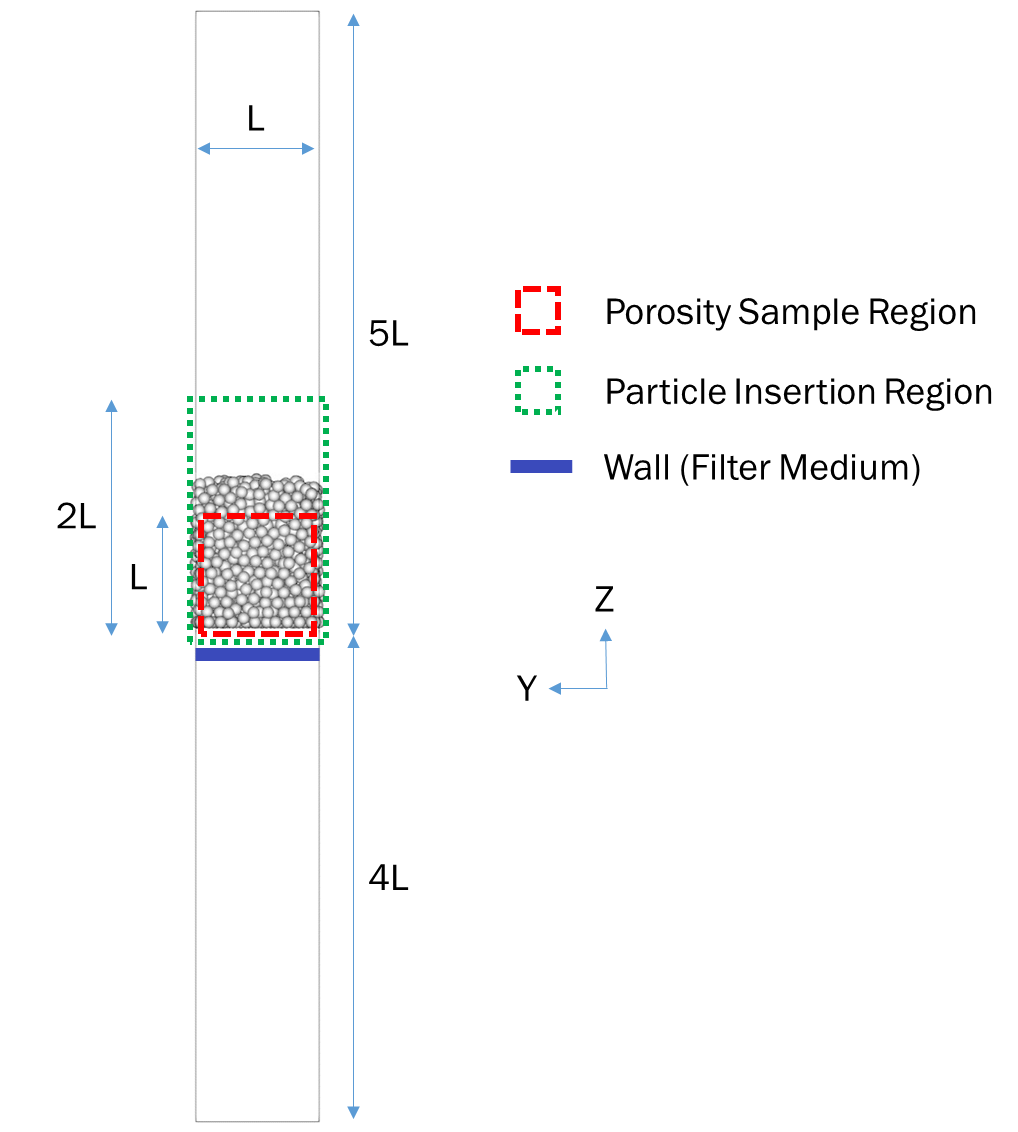 L
5L
Porosity Sample Region
Particle Insertion Region
Wall (Filter Medium)
2L
L
Z
Y
4L